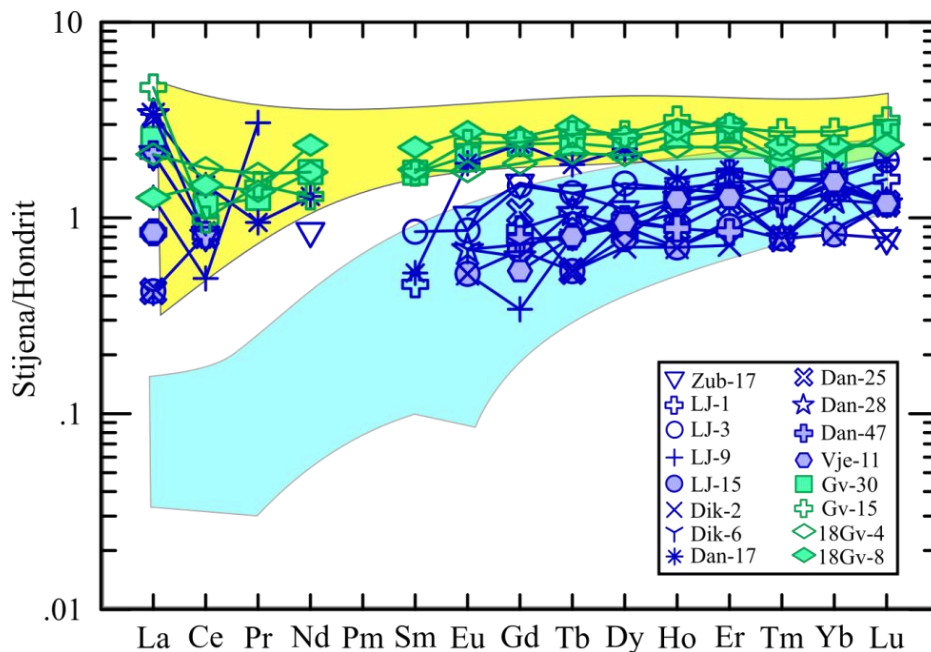 10
1
.1
.01
Stijena/Hondrit
La Ce Pr Nd Pm Sm Eu Gd Tb Dy Ho Er Tm Yb Lu
Zub-17
LJ-1
LJ-3
LJ-9
LJ-15
Dik-2
Dik-6
Dan-17
Dan-25
Dan-28
Dan-47
Vje-11
Gv-30
Gv-15
18Gv-4
18Gv-8